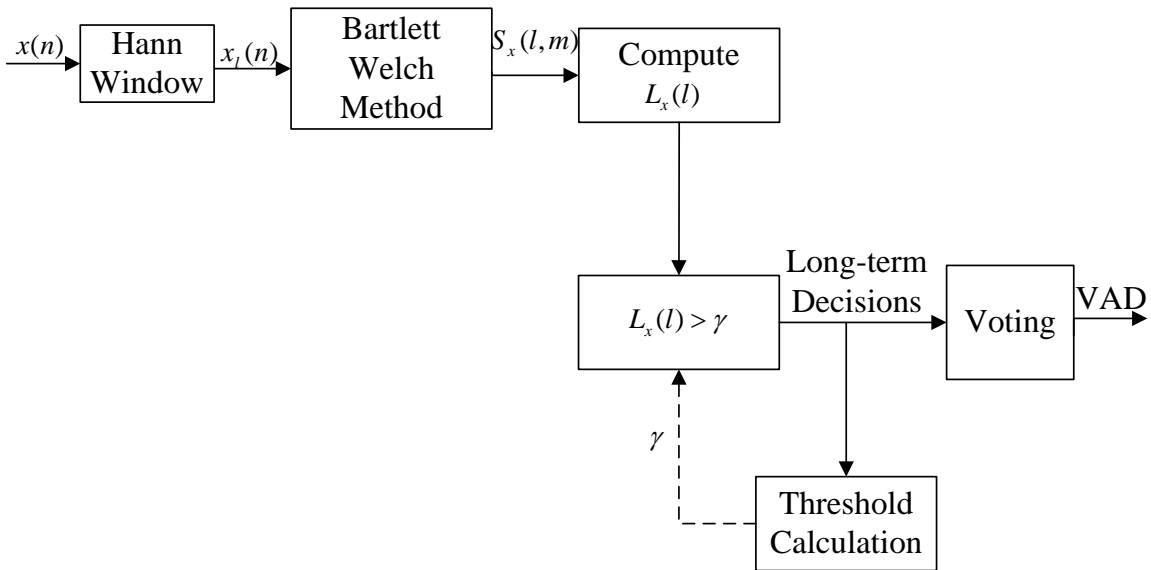 x(n)
Hann
Window
x_l(n)
Bartlett
Welch
Method
S_x(l,m)
Compute
L_x(l)
L_x(l) > γ
Long-term
Decisions
Voting
VAD
γ
Threshold
Calculation